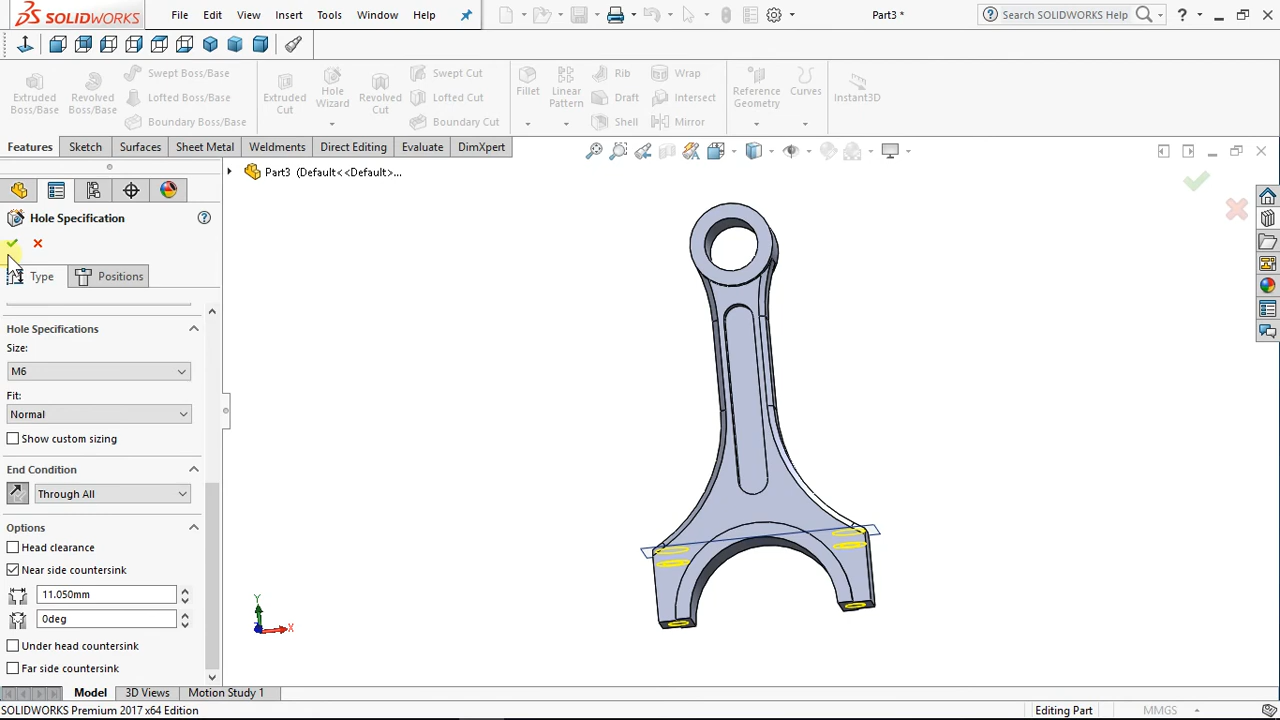 SOLIDWORKS File Edit View Insert Tools Window Help Part3 * Search SOLIDWORKS Help
Extruded Boss/Base
Revolved Boss/Base
Swept Boss/Base
Lofted Boss/Base
Boundary Boss/Base
Extruded Cut
Hole Wizard
Revolved Cut
Swept Cut
Lofted Cut
Boundary Cut
Fillet
Linear Pattern
Rib
Draft
Shell
Wrap
Intersect
Mirror
Reference Geometry
Curves
Instant3D
Features Sketch Surfaces Sheet Metal Weldments Direct Editing Evaluate DimXpert
Part3 (Default<<Default>...
Hole Specification
Type Positions
Hole Specifications
Size:
M6
Fit:
Normal
Show custom sizing
End Condition
Through All
Options
Head clearance
Near side countersink
11.050mm
0deg
Under head countersink
Far side countersink
Y
X
Model 3D Views Motion Study 1
SOLIDWORKS Premium 2017 x64 Edition Editing Part MMGS